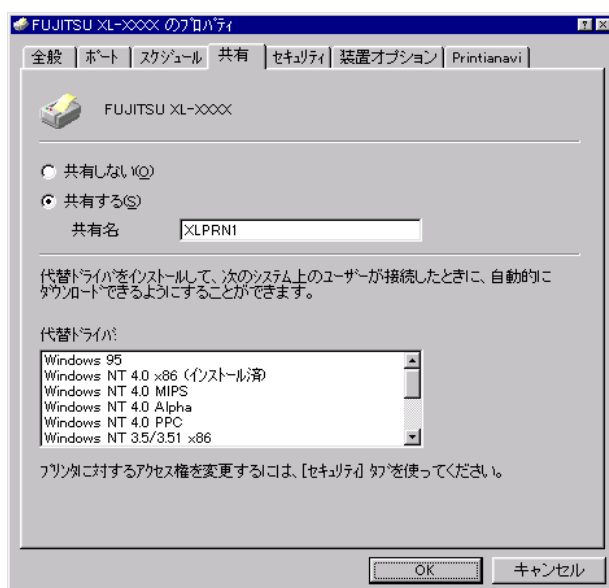 FUJITSU XL-XXXX のプロパティ
全般 ポート スケジュール 共有 セキュリティ 装置オプション Printianavi
FUJITSU XL-XXXX
共有しない(O)
共有する(S)
共有名 XLPRN1
代替ドライバをインストールして、次のシステム上のユーザーが接続したときに、自動的に
ダウンロードできるようにすることができます。
代替ドライバ:
Windows 95
Windows NT 4.0 x86 (インストール済)
Windows NT 4.0 MIPS
Windows NT 4.0 Alpha
Windows NT 4.0 PPC
Windows NT 3.5/3.51 x86
プリンタに対するアクセス権を変更するには、[セキュリティ] タブを使ってください。
OK キャンセル